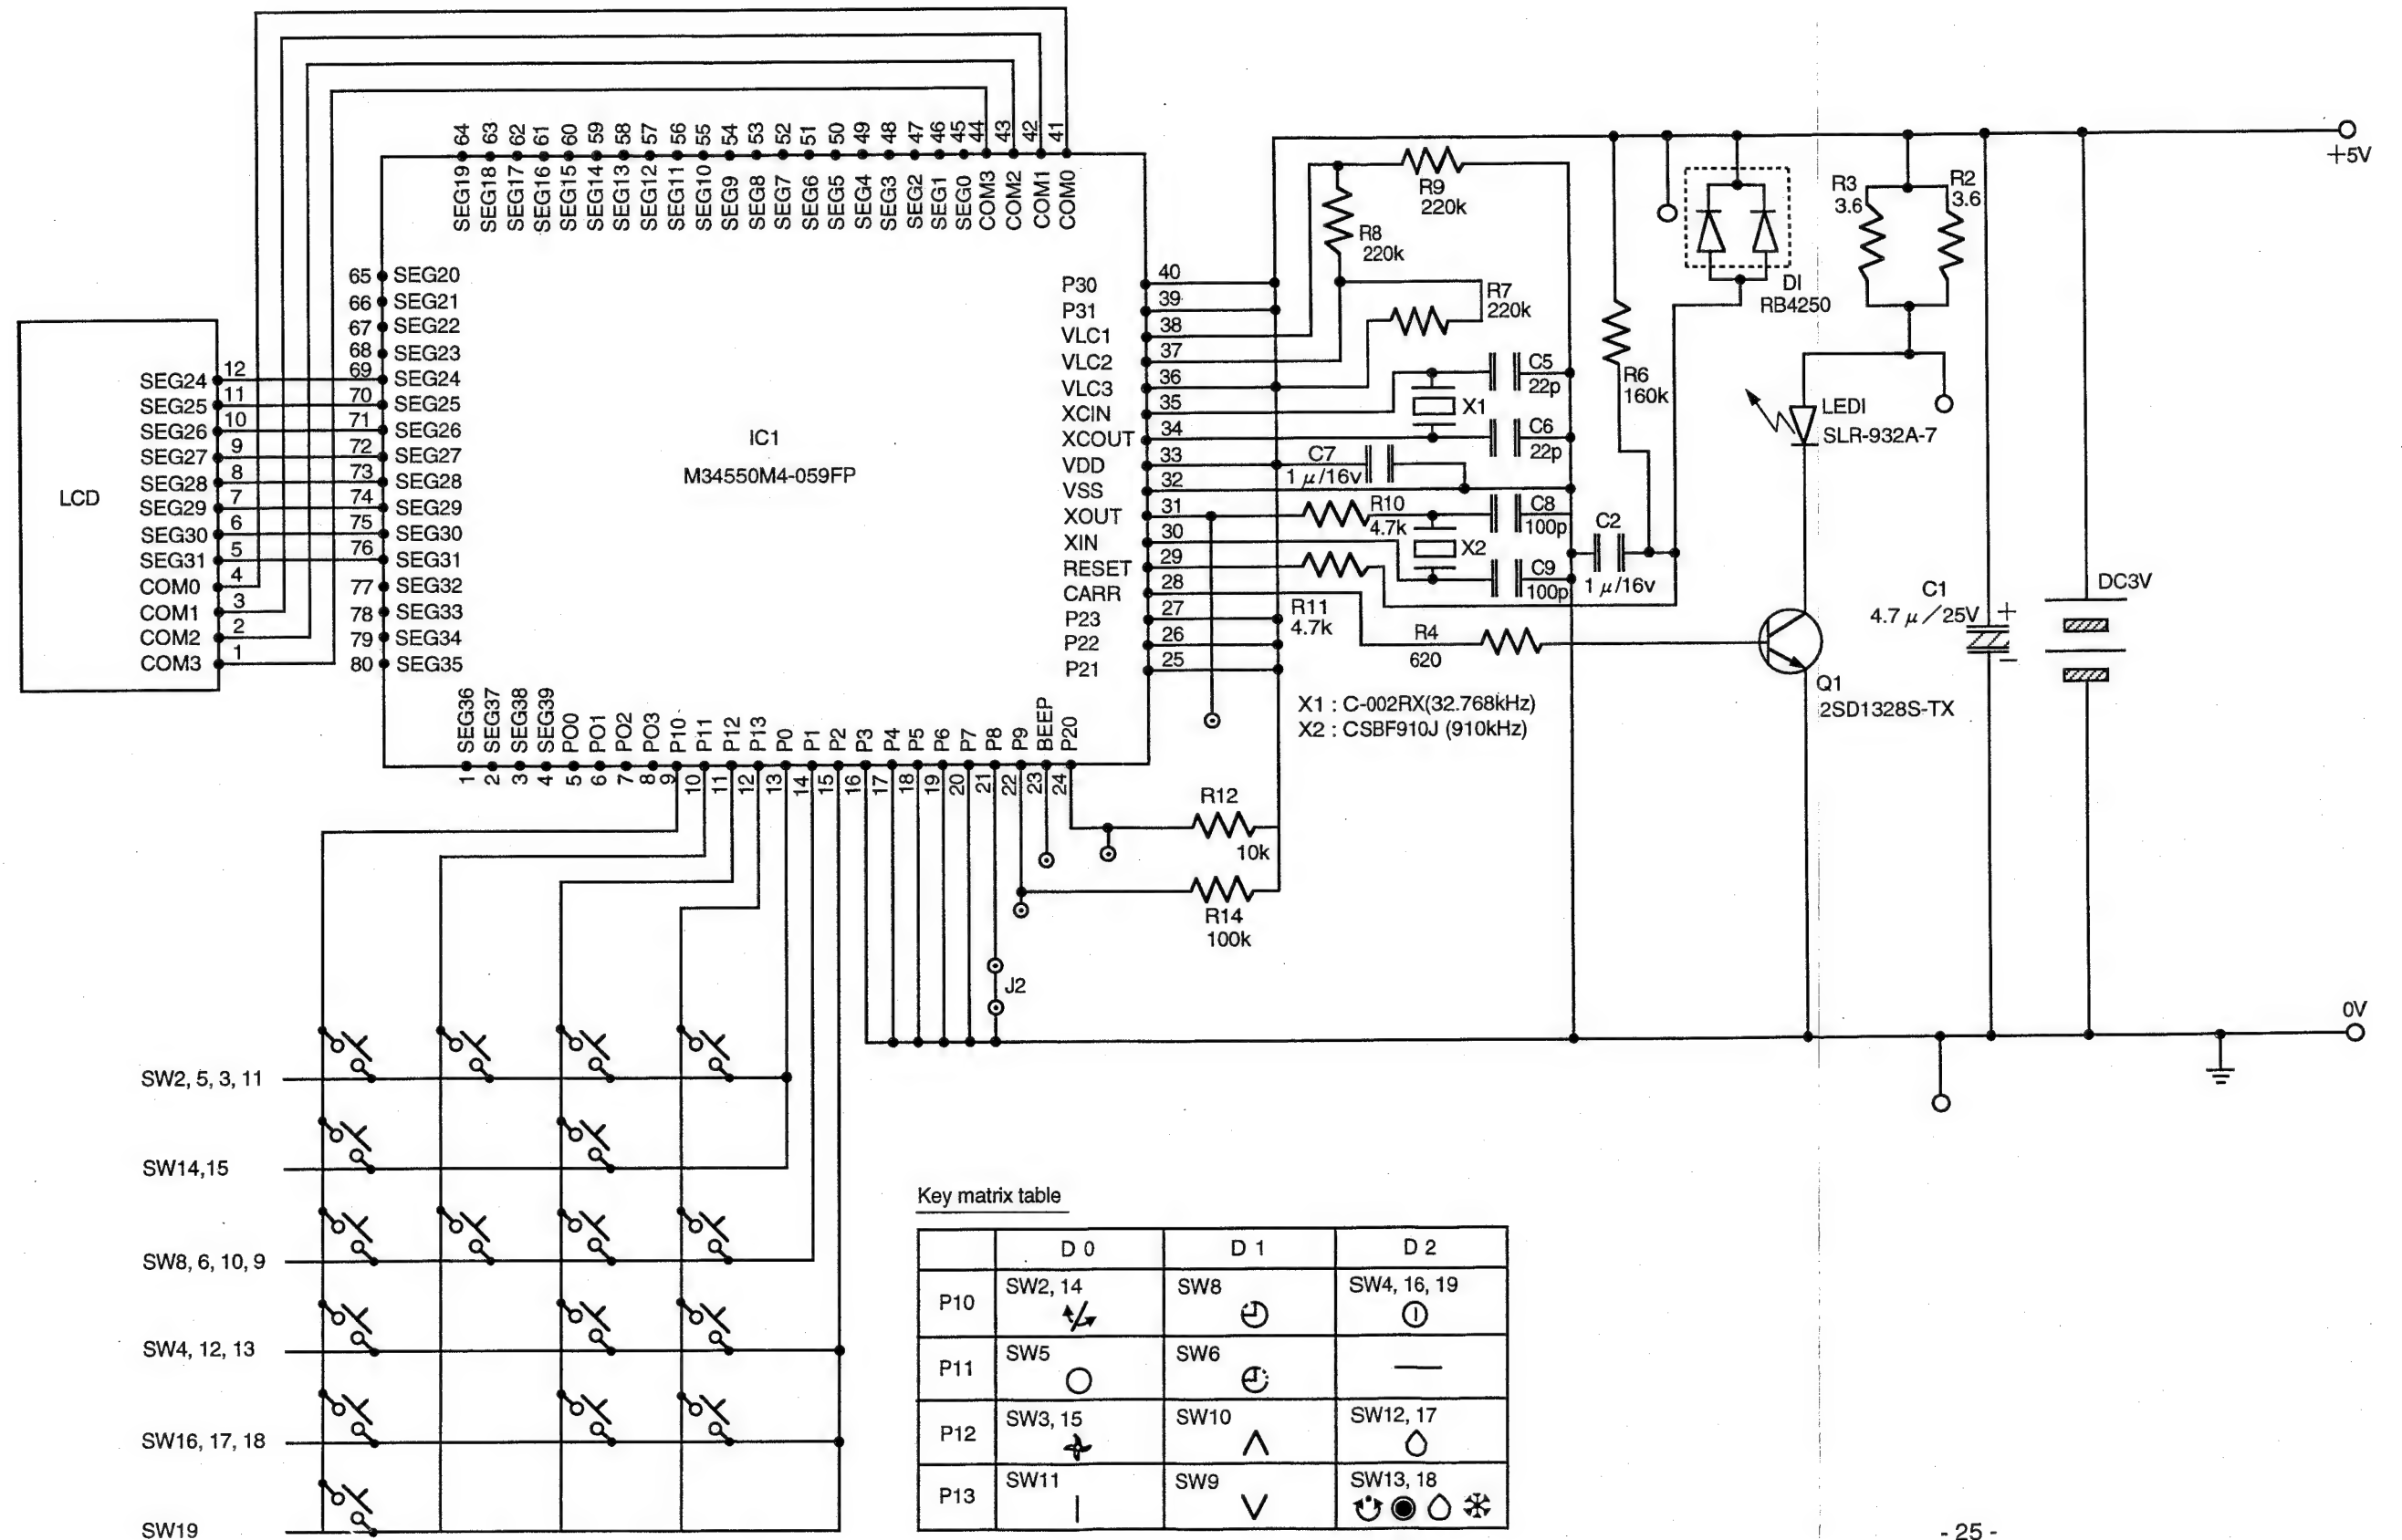 64 63 62 61 60 59 58 57 56 55 54 53 52 51 50 49 48 47 46 45 44 43 42 41
SEG19 SEG18 SEG17 SEG16 SEG15 SEG14 SEG13 SEG12 SEG11 SEG10 SEG9 SEG8 SEG7 SEG6 SEG5 SEG4 SEG3 SEG2 SEG1 SEG0 COM3 COM2 COM1 COM0
65 SEG20
66 SEG21
67 SEG22
68 SEG23
69 SEG24
70 SEG25
71 SEG26
72 SEG27
73 SEG28
74 SEG29
75 SEG30
76 SEG31
77 SEG32
78 SEG33
79 SEG34
80 SEG35
LCD
SEG24 12
SEG25 11
SEG26 10
SEG27 9
SEG28 8
SEG29 7
SEG30 6
SEG31 5
COM0 4
COM1 3
COM2 2
COM3 1
IC1
M34550M4-059FP
P30 40
P31 39
VLC1 38
VLC2 37
VLC3 36
XCIN 35
XCOUT 34
VDD 33
VSS 32
XOUT 31
XIN 30
RESET 29
CARR 28
P23 27
P22 26
P21 25
SEG36 SEG37 SEG38 SEG39 PO0 PO1 PO2 PO3 P10 P11 P12 P13 P0 P1 P2 P3 P4 P5 P6 P7 P8 P9 BEEP P20
1 2 3 4 5 6 7 8 9 10 11 12 13 14 15 16 17 18 19 20 21 22 23 24
R9
220k
R8
220k
R7
220k
C5
22p
X1
C6
22p
C7
1 μ/16v
R10
4.7k
C8
100p
X2
C9
100p
R11
4.7k
R4
620
C2
1 μ/16v
R6
160k
DI
RB4250
R3
3.6
R2
3.6
LEDI
SLR-932A-7
Q1
2SD1328S-TX
C1
4.7 μ/25V
+
−
DC3V
+5V
0V
X1 : C-002RX(32.768kHz)
X2 : CSBF910J (910kHz)
R12
10k
R14
100k
J2
SW2, 5, 3, 11
SW14,15
SW8, 6, 10, 9
SW4, 12, 13
SW16, 17, 18
SW19
Key matrix table
D 0 D 1 D 2
P10 SW2, 14 SW8 SW4, 16, 19
P11 SW5 SW6 —
P12 SW3, 15 SW10 SW12, 17
P13 SW11 SW9 SW13, 18
- 25 -